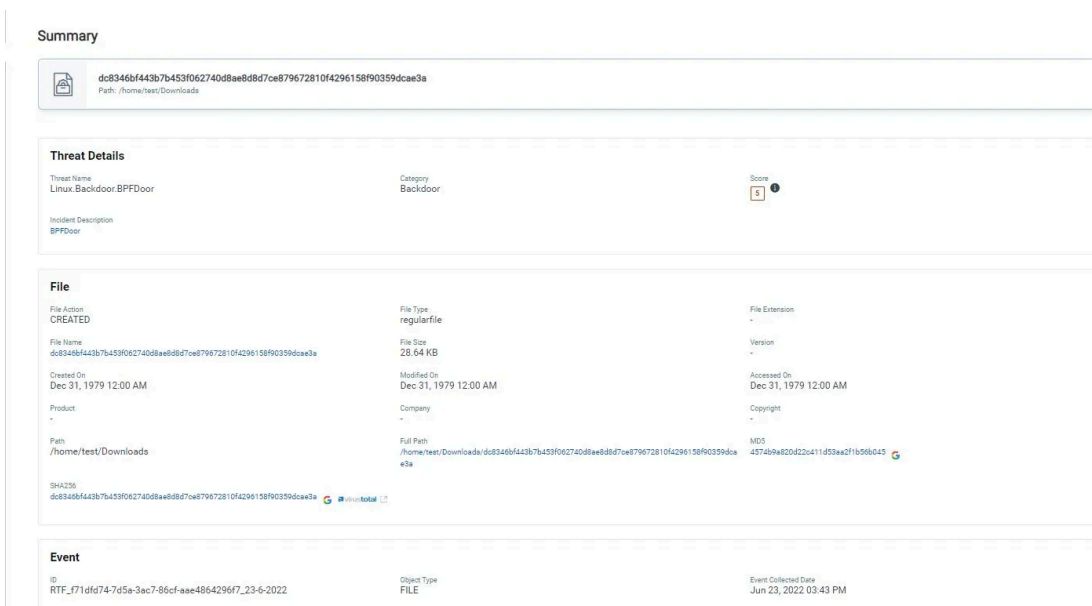 Summary
dc8346bf443b7b453f062740d8ae8d8d7ce879672810f4296158f90359dcae3a
Path: /home/test/Downloads
Threat Details
Threat Name Category Score
Linux.Backdoor.BPFDoor Backdoor 5
Incident Description
BPFDoor
File
File Action File Type File Extension
CREATED regularfile -
File Name File Size Version
dc8346bf443b7b453f062740d8ae8d8d7ce879672810f4296158f90359dcae3a 28.64 KB -
Created On Modified On Accessed On
Dec 31, 1979 12:00 AM Dec 31, 1979 12:00 AM Dec 31, 1979 12:00 AM
Product Company Copyright
- - -
Path Full Path MD5
/home/test/Downloads /home/test/Downloads/dc8346bf443b7b453f062740d8ae8d8d7ce879672810f4296158f90359dca 4574b9a820d22c411d53aa2f1b56b045
e3a
SHA256
dc8346bf443b7b453f062740d8ae8d8d7ce879672810f4296158f90359dcae3a virustotal
Event
ID Object Type Event Collected Date
RTF_f71dfd74-7d5a-3ac7-86cf-aae4864296f7_23-6-2022 FILE Jun 23, 2022 03:43 PM